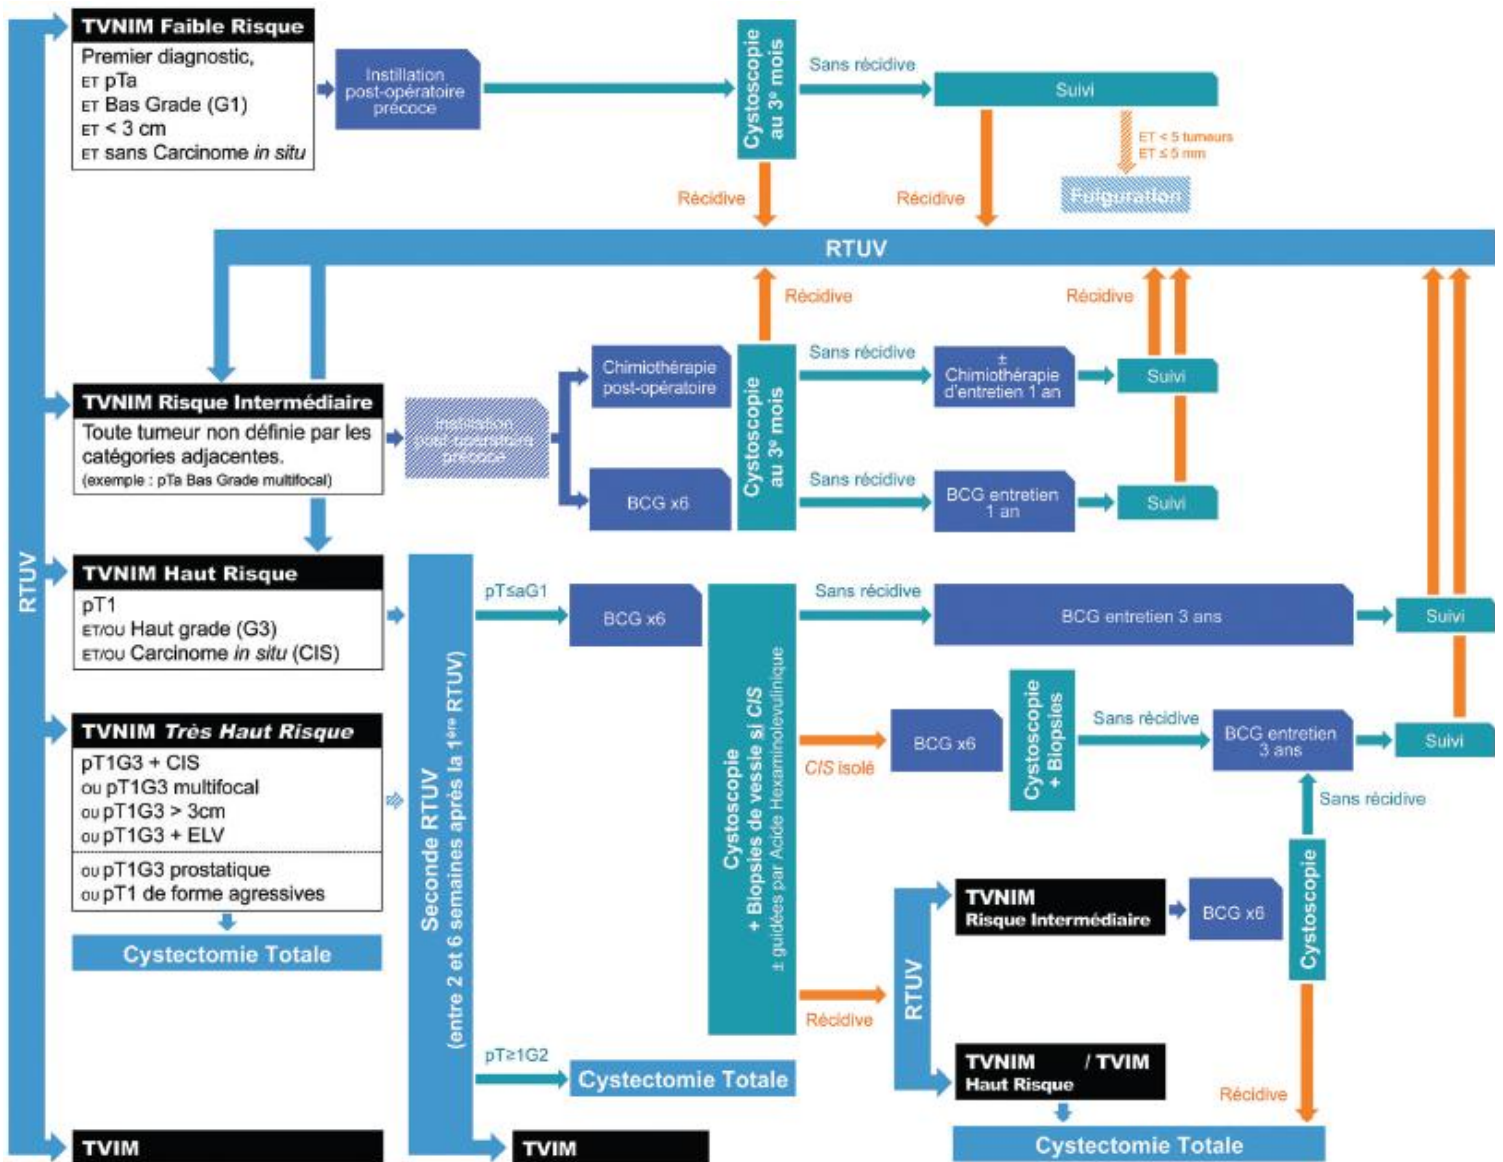 TVNIM Faible Risque
Premier diagnostic,
ET pTa
ET Bas Grade (G1)
ET < 3 cm
ET sans Carcinome in situ
Instillation
post-opératoire
précoce
Cystoscopie
au 3e mois
Sans récidive
Suivi
ET < 5 tumeurs
ET ≤ 5 mm
Fulguration
Récidive
Récidive
RTUV
Récidive
Récidive
TVNIM Risque Intermédiaire
Toute tumeur non définie par les
catégories adjacentes.
(exemple : pTa Bas Grade multifocal)
Instillation
post-opératoire
précoce
Chimiothérapie
post-opératoire
BCG x6
Cystoscopie
au 3e mois
Sans récidive
±
Chimiothérapie
d'entretien 1 an
Suivi
Sans récidive
BCG entretien
1 an
Suivi
RTUV
TVNIM Haut Risque
pT1
ET/OU Haut grade (G3)
ET/OU Carcinome in situ (CIS)
TVNIM Très Haut Risque
pT1G3 + CIS
OU pT1G3 multifocal
OU pT1G3 > 3cm
OU pT1G3 + ELV
OU pT1G3 prostatique
OU pT1 de forme agressives
Cystectomie Totale
TVIM
Seconde RTUV
(entre 2 et 6 semaines après la 1ère RTUV)
pT≤aG1
BCG x6
pT≥1G2
Cystectomie Totale
TVIM
Cystoscopie
+ Biopsies de vessie si CIS
± guidées par Acide Hexaminolevulinique
Sans récidive
BCG entretien 3 ans
Suivi
CIS isolé
BCG x6
Cystoscopie
+ Biopsies
Sans récidive
BCG entretien
3 ans
Suivi
Sans récidive
Récidive
RTUV
TVNIM
Risque Intermédiaire
BCG x6
Cystoscopie
TVNIM / TVIM
Haut Risque
Récidive
Cystectomie Totale